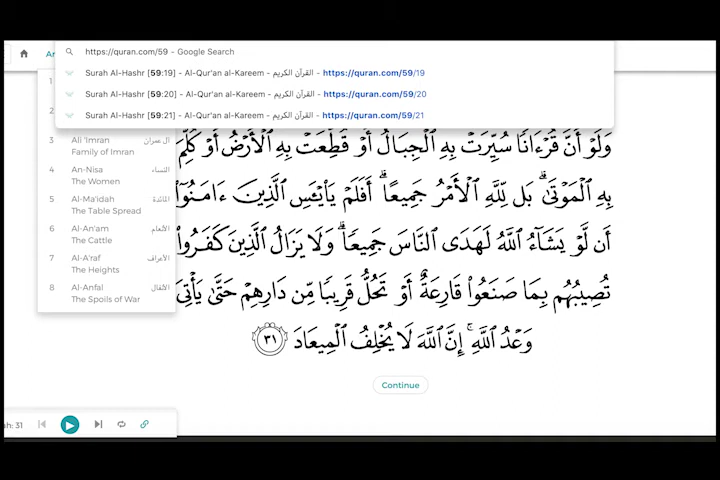 https://quran.com/59 - Google Search
Surah Al-Hashr [59:19] - Al-Qur'an al-Kareem - القرآن الكريم - https://quran.com/59/19
Surah Al-Hashr [59:20] - Al-Qur'an al-Kareem - القرآن الكريم - https://quran.com/59/20
Surah Al-Hashr [59:21] - Al-Qur'an al-Kareem - القرآن الكريم - https://quran.com/59/21
1
2
3 Ali 'Imran آل عمران
Family of Imran
4 An-Nisa النساء
The Women
5 Al-Ma'idah المائدة
The Table Spread
6 Al-An'am الأنعام
The Cattle
7 Al-A'raf الأعراف
The Heights
8 Al-Anfal الأنفال
The Spoils of War
وَلَوْ أَنَّ قُرْءَانًا سُيِّرَتْ بِهِ ٱلْجِبَالُ أَوْ قُطِّعَتْ بِهِ ٱلْأَرْضُ أَوْ كُلِّمَ
بِهِ ٱلْمَوْتَىٰ ۗ بَل لِّلَّهِ ٱلْأَمْرُ جَمِيعًا ۗ أَفَلَمْ يَا۟يْـَٔسِ ٱلَّذِينَ ءَامَنُوٓا۟
أَن لَّوْ يَشَآءُ ٱللَّهُ لَهَدَى ٱلنَّاسَ جَمِيعًا ۗ وَلَا يَزَالُ ٱلَّذِينَ كَفَرُوا۟
تُصِيبُهُم بِمَا صَنَعُوا۟ قَارِعَةٌ أَوْ تَحُلُّ قَرِيبًا مِّن دَارِهِمْ حَتَّىٰ يَأْتِىَ
وَعْدُ ٱللَّهِ ۚ إِنَّ ٱللَّهَ لَا يُخْلِفُ ٱلْمِيعَادَ ٣١
Continue
ah: 31